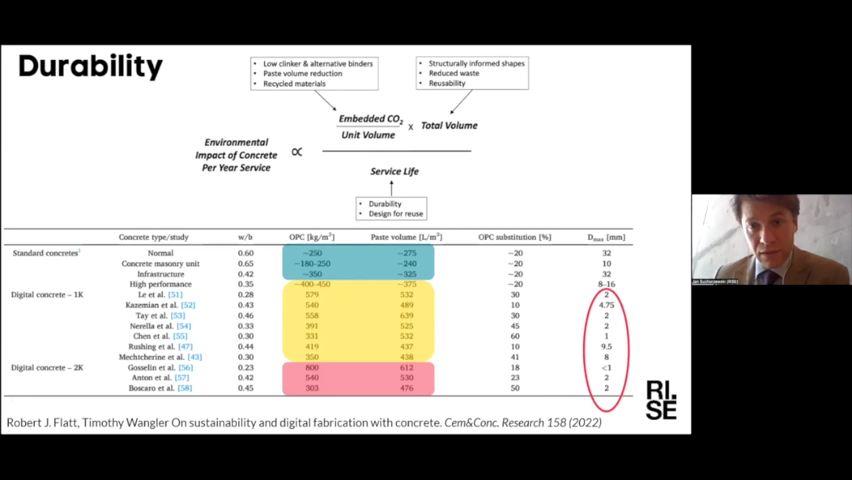 Durability
• Low clinker & alternative binders
• Paste volume reduction
• Recycled materials
• Structurally informed shapes
• Reduced waste
• Reusability
Environmental
Impact of Concrete
Per Year Service
∝
Embedded CO2
Unit Volume
x Total Volume
Service Life
• Durability
• Design for reuse
Concrete type/study w/b OPC [kg/m³] Paste volume [L/m³] OPC substitution [%] Dmax [mm]
Standard concretes¹ Normal 0.60 ~250 ~275 ~20 32
Concrete masonry unit 0.65 ~180-250 ~240 ~20 10
Infrastructure 0.42 ~350 ~325 ~20 32
High performance 0.35 ~400-450 ~375 ~20 8-16
Digital concrete – 1K Le et al. [51] 0.28 579 532 30 2
Kazemian et al. [52] 0.43 540 489 10 4.75
Tay et al. [53] 0.46 558 639 30 2
Nerella et al. [54] 0.33 391 525 45 2
Chen et al. [55] 0.30 331 532 60 1
Rushing et al. [47] 0.44 419 437 10 9.5
Mechtcherine et al. [43] 0.30 350 438 41 8
Digital concrete – 2K Gosselin et al. [56] 0.23 800 612 18 <1
Anton et al. [57] 0.42 540 530 23 2
Boscaro et al. [58] 0.45 303 476 50 2
RI.
SE
Robert J. Flatt, Timothy Wangler On sustainability and digital fabrication with concrete. Cem&Conc. Research 158 (2022)